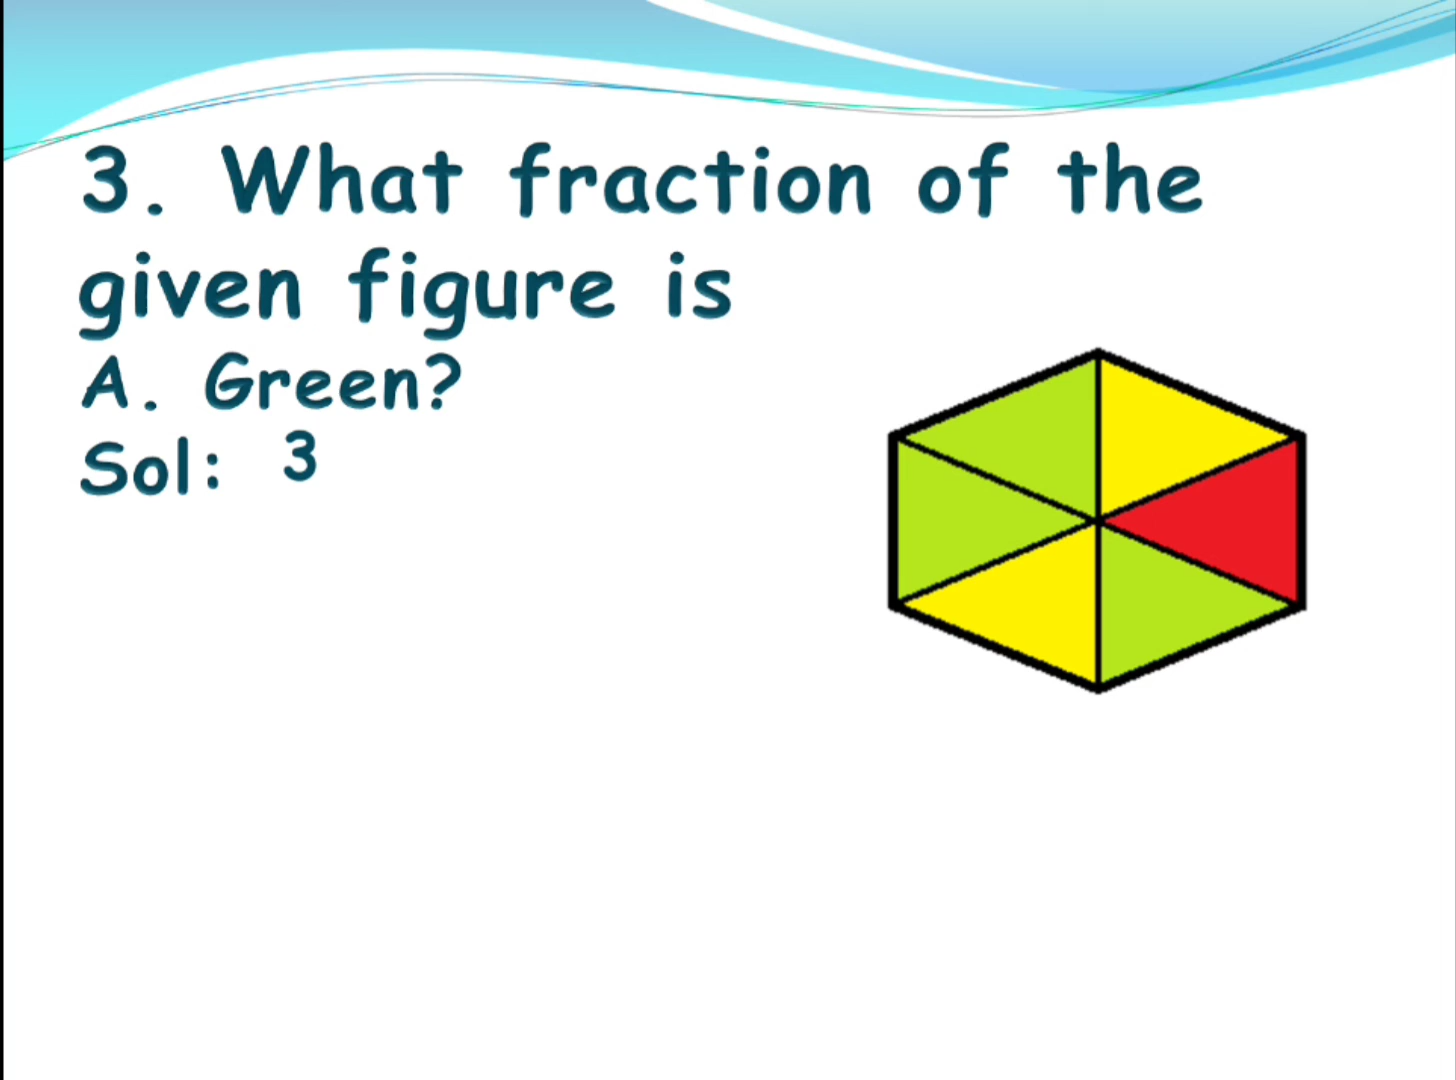 3. What fraction of the
given figure is
A. Green?
Sol: 3